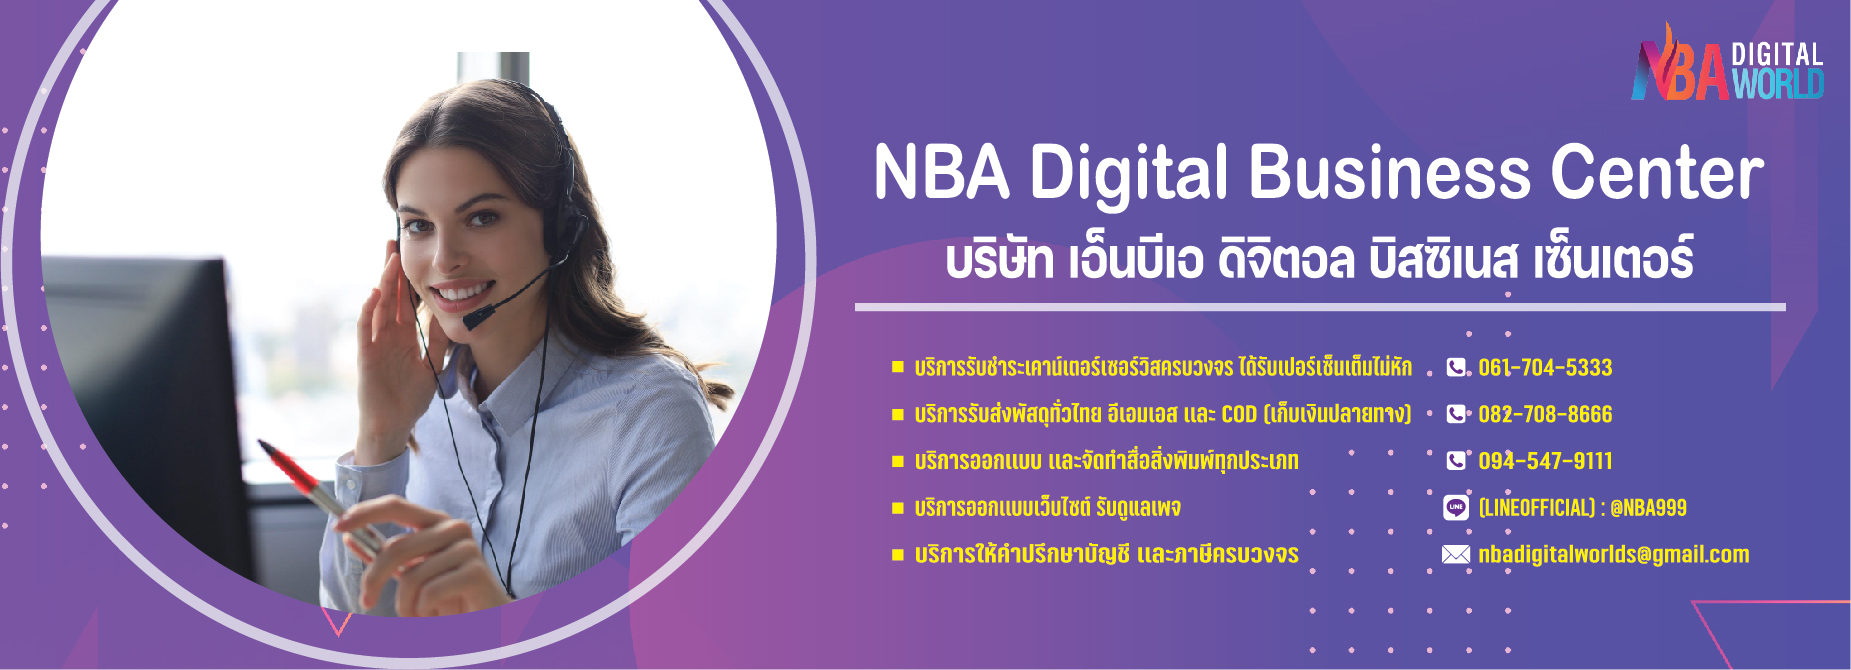 NBA DIGITAL
WORLD
NBA Digital Business Center
บริษัท เอ็นบีเอ ดิจิตอล บิสซิเนส เซ็นเตอร์
บริการรับชำระเคาน์เตอร์เซอร์วิสครบวงจร ได้รับเปอร์เซ็นเต็มไม่หัก
061-704-5333
บริการรับส่งพัสดุทั่วไทย อีเอมเอส และ COD (เก็บเงินปลายทาง)
082-708-8666
บริการออกแบบ และจัดทำสื่อสิ่งพิมพ์ทุกประเภท
094-547-9111
บริการออกแบบเว็บไซต์ รับดูแลเพจ
LINE (LINEOFFICIAL) : @NBA999
บริการให้คำปรึกษาบัญชี และภาษีครบวงจร
nbadigitalworlds@gmail.com